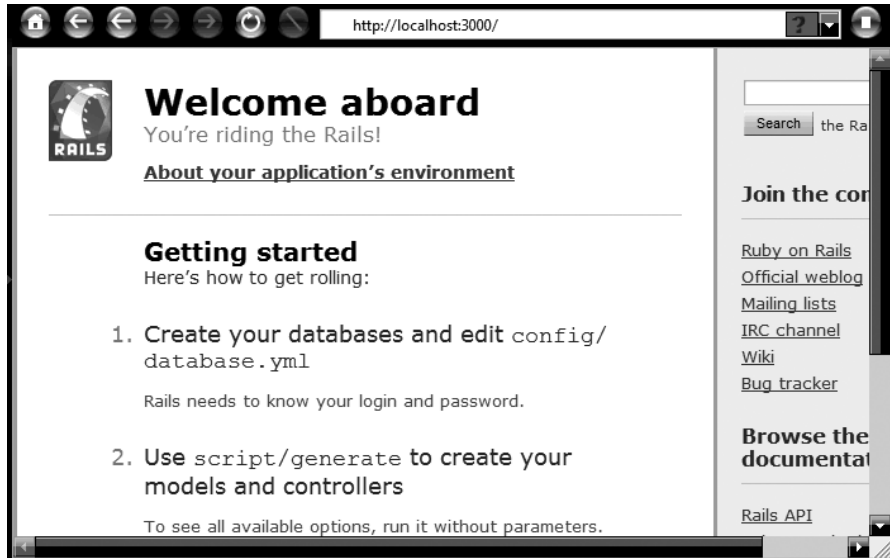 http://localhost:3000/
?
RAILS
Welcome aboard
You’re riding the Rails!
About your application’s environment
Getting started
Here’s how to get rolling:
1. Create your databases and edit config/
database.yml
Rails needs to know your login and password.
2. Use script/generate to create your
models and controllers
To see all available options, run it without parameters.
Search the Ra
Join the cor
Ruby on Rails
Official weblog
Mailing lists
IRC channel
Wiki
Bug tracker
Browse the
documentat
Rails API